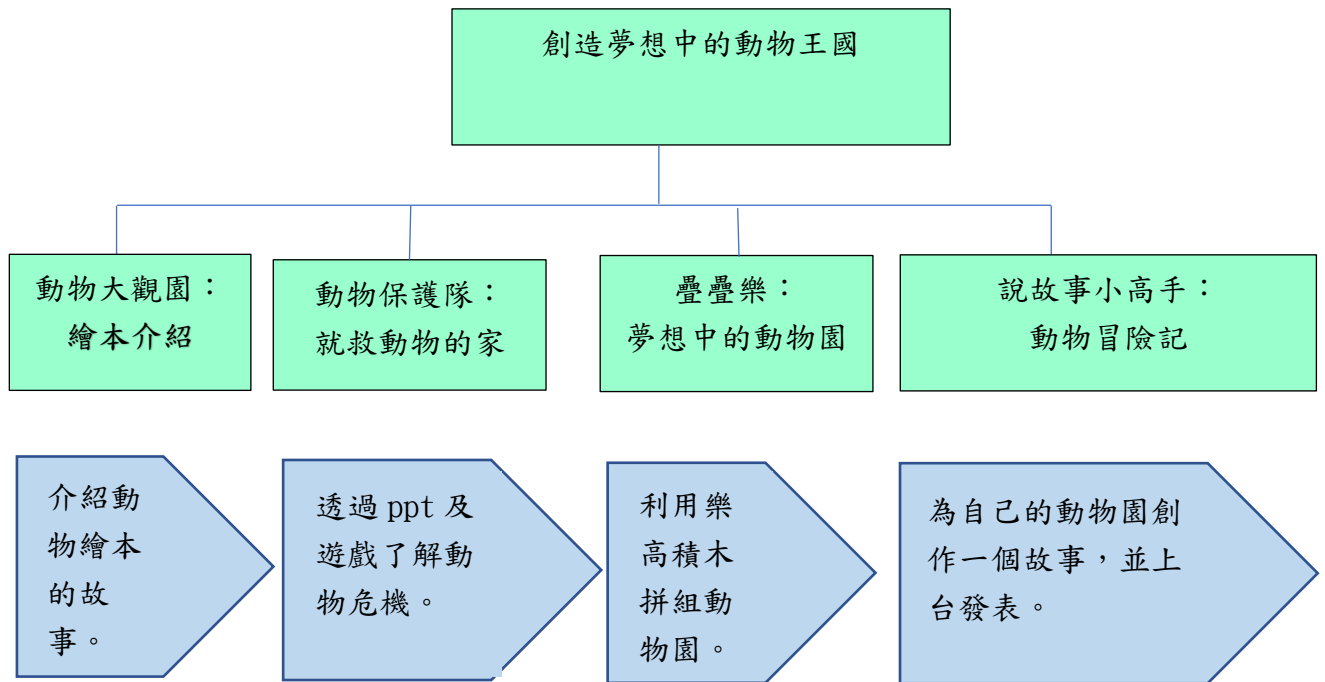 創造夢想中的動物王國
動物大觀園：
繪本介紹
動物保護隊：
就救動物的家
疊疊樂：
夢想中的動物園
說故事小高手：
動物冒險記
介紹動
物繪本
的故
事。
透過 ppt 及
遊戲了解動
物危機。
利用樂
高積木
拼組動
物園。
為自己的動物園創
作一個故事，並上
台發表。